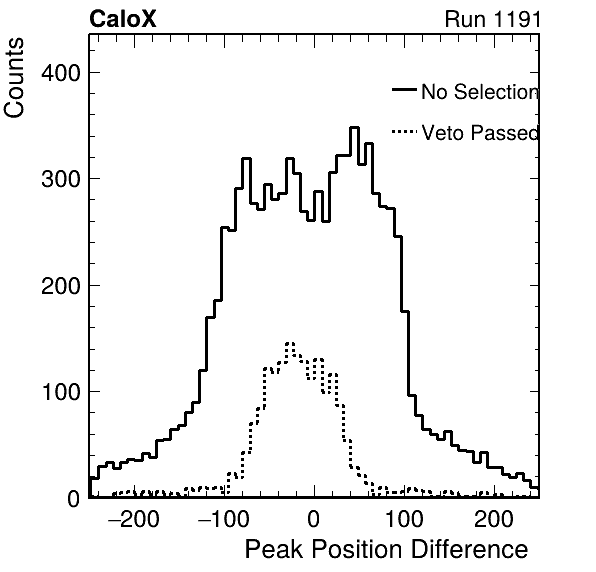 CaloX Run 1191
Counts
400
300
200
100
0
No Selection
Veto Passed
−200 −100 0 100 200
Peak Position Difference